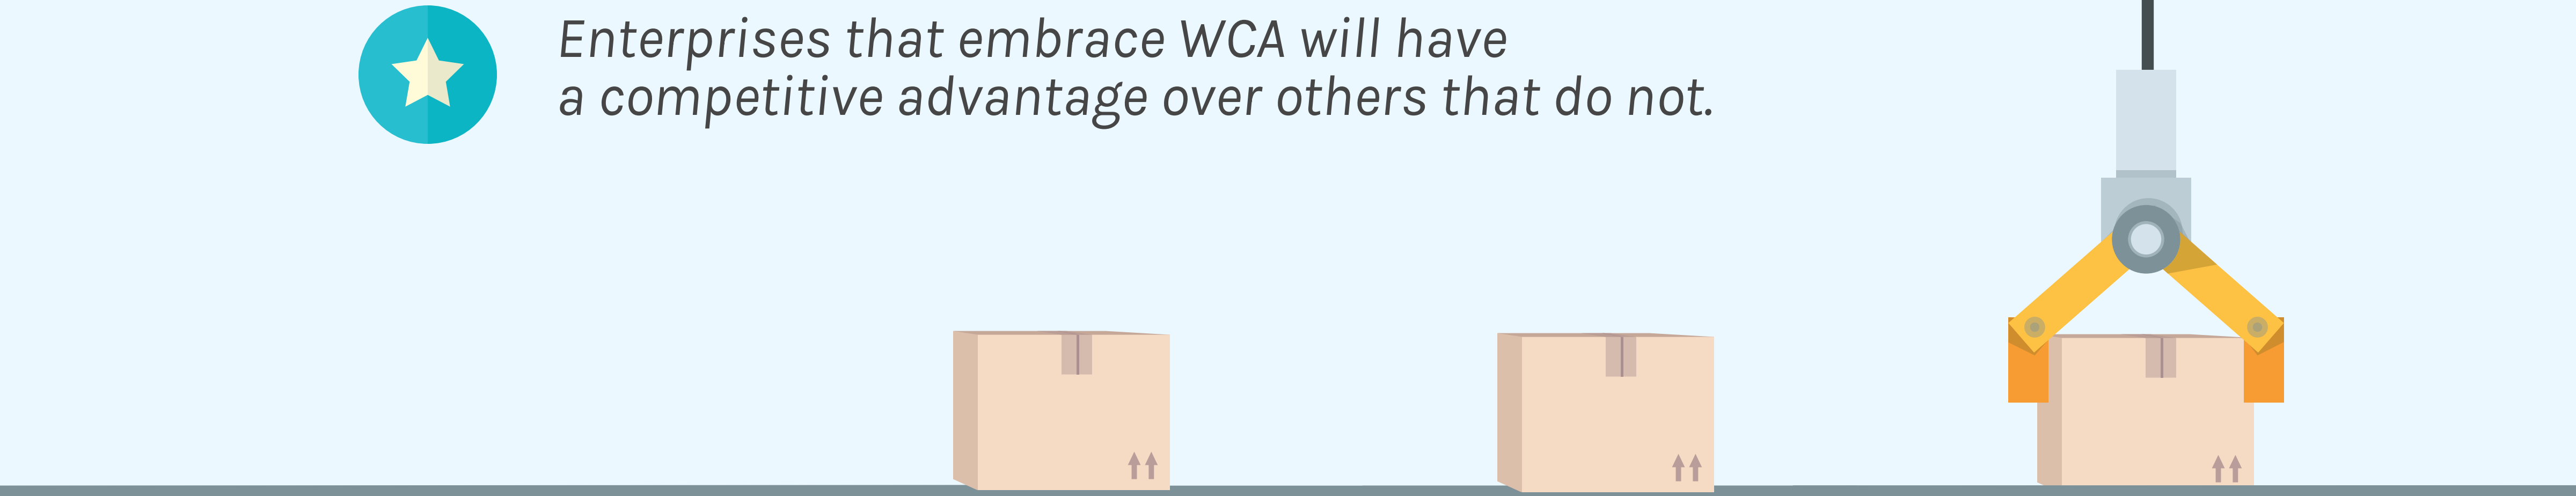 Enterprises that embrace WCA will have
a competitive advantage over others that do not.